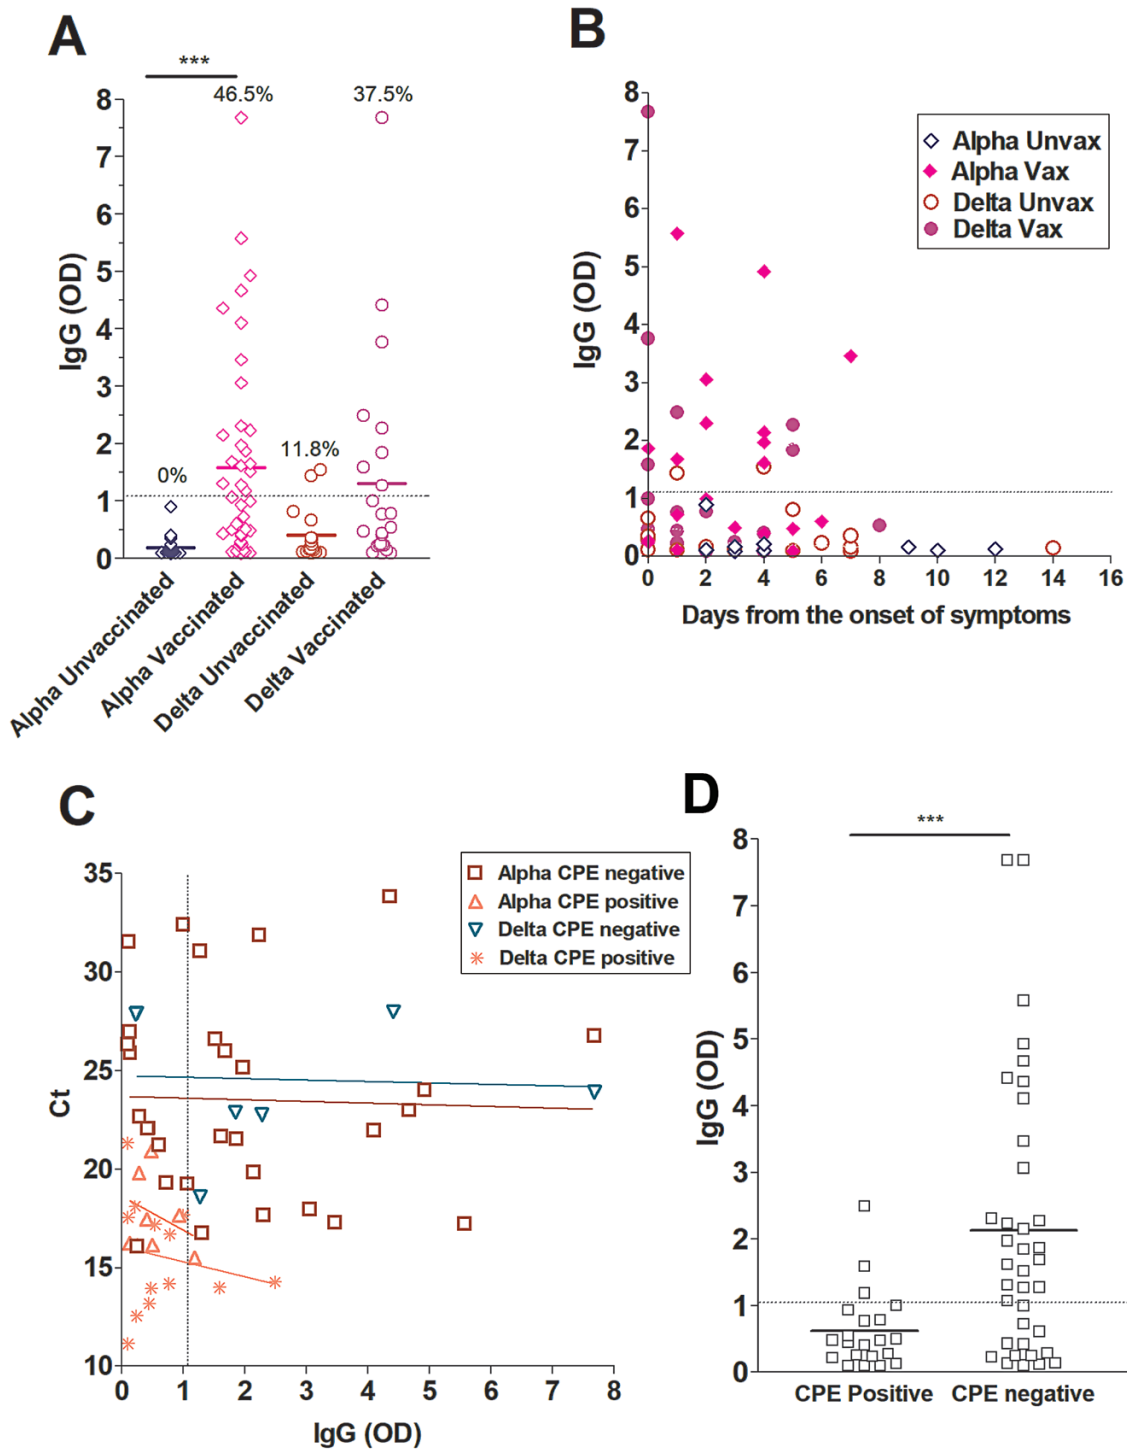 A
***
46.5%
37.5%
11.8%
0%
8
7
6
5
4
3
2
1
0
IgG (OD)
Alpha Unvaccinated
Alpha Vaccinated
Delta Unvaccinated
Delta Vaccinated
B
8
7
6
5
4
3
2
1
0
IgG (OD)
Alpha Unvax
Alpha Vax
Delta Unvax
Delta Vax
0 2 4 6 8 10 12 14 16
Days from the onset of symptoms
C
35
30
25
20
15
10
Ct
Alpha CPE negative
Alpha CPE positive
Delta CPE negative
Delta CPE positive
0 1 2 3 4 5 6 7 8
IgG (OD)
D
***
8
7
6
5
4
3
2
1
0
IgG (OD)
CPE Positive CPE negative